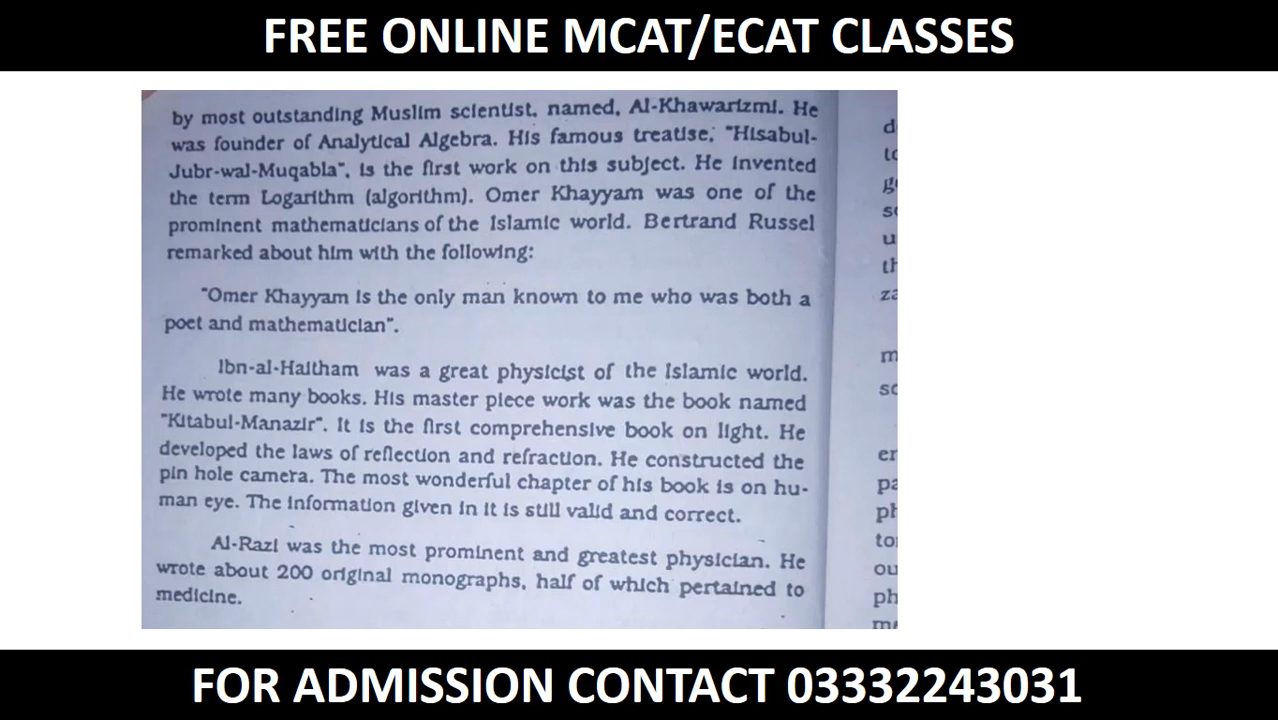 FREE ONLINE MCAT/ECAT CLASSES
by most outstanding Muslim scientist, named, Al-Khawarizmi. He
was founder of Analytical Algebra. His famous treatise, "Hisabul-
Jubr-wal-Muqabla", is the first work on this subject. He invented
the term Logarithm (algorithm). Omer Khayyam was one of the
prominent mathematicians of the Islamic world. Bertrand Russel
remarked about him with the following:
"Omer Khayyam is the only man known to me who was both a
poet and mathematician".
Ibn-al-Haitham was a great physicist of the Islamic world.
He wrote many books. His master piece work was the book named
"Kitabul-Manazir". It is the first comprehensive book on light. He
developed the laws of reflection and refraction. He constructed the
pin hole camera. The most wonderful chapter of his book is on hu-
man eye. The information given in it is still valid and correct.
Al-Razi was the most prominent and greatest physician. He
wrote about 200 original monographs, half of which pertained to
medicine.
FOR ADMISSION CONTACT 03332243031